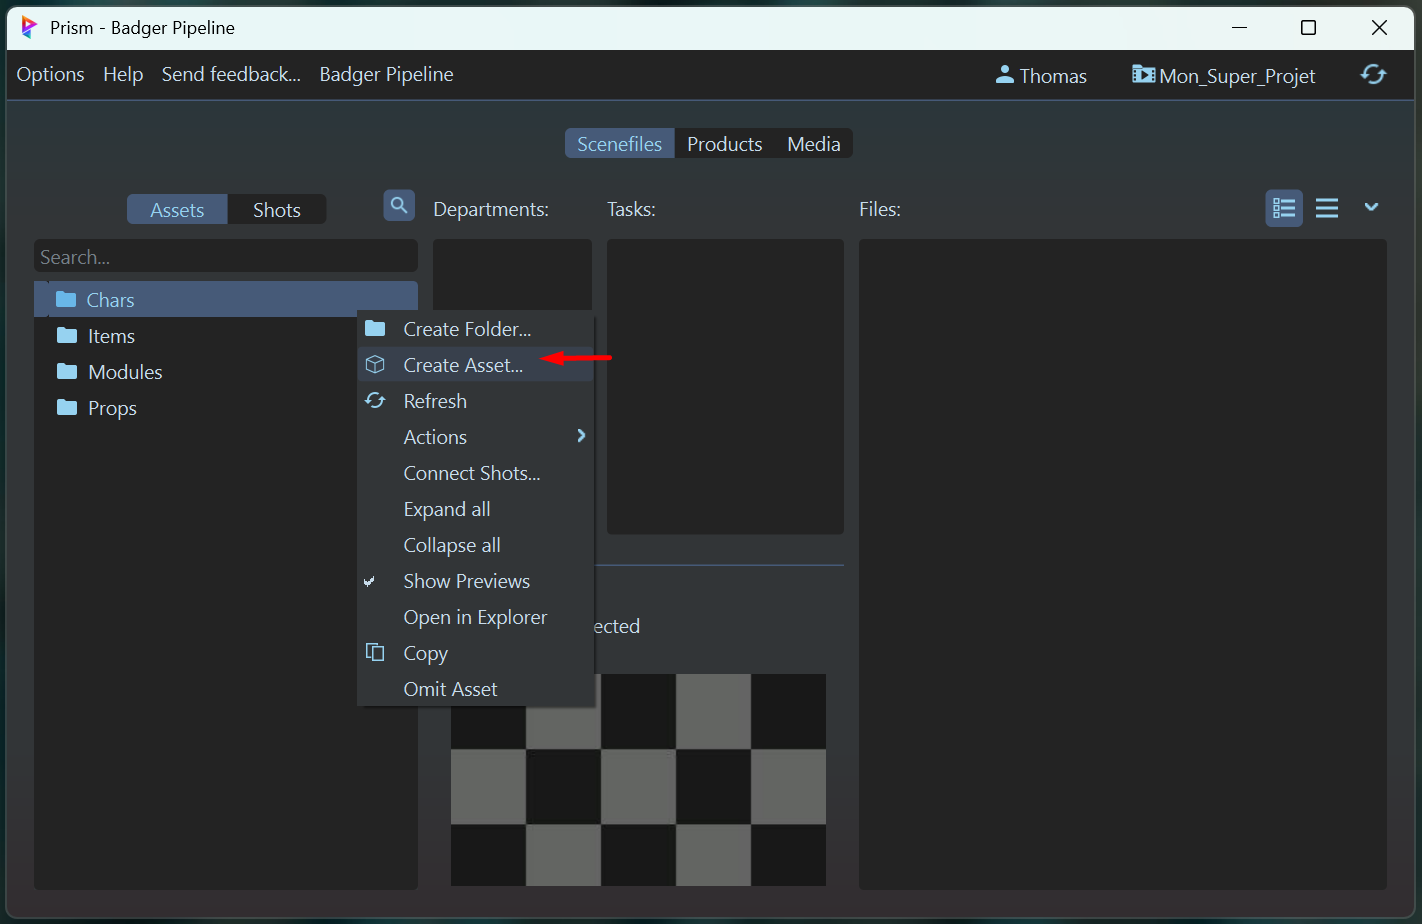 Prism - Badger Pipeline
Options Help Send feedback... Badger Pipeline Thomas Mon_Super_Projet
Scenefiles Products Media
Assets Shots Departments: Tasks: Files:
Search...
Chars
Items
Modules
Props
Create Folder...
Create Asset...
Refresh
Actions
Connect Shots...
Expand all
Collapse all
Show Previews
Open in Explorer
ected
Copy
Omit Asset